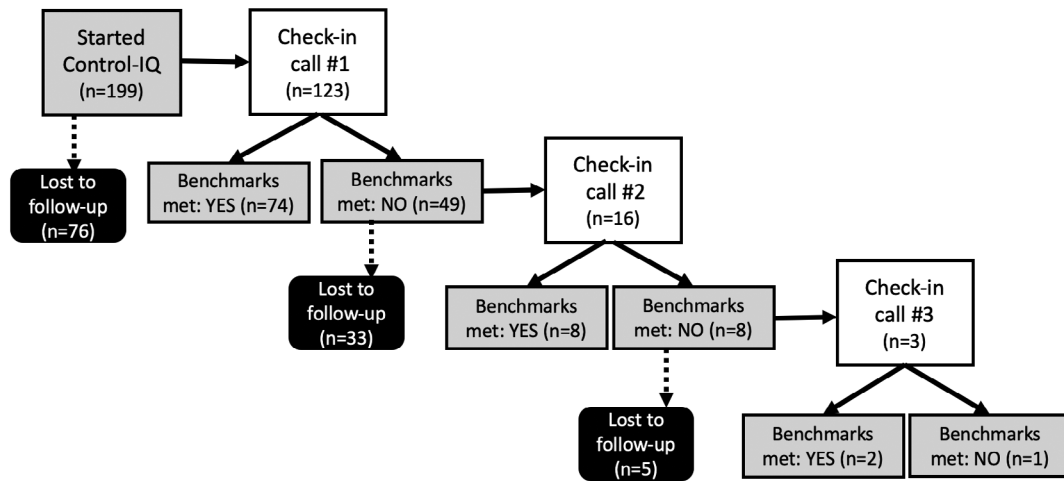 Started
Control-IQ
(n=199)
Check-in
call #1
(n=123)
Lost to
follow-up
(n=76)
Benchmarks
met: YES (n=74)
Benchmarks
met: NO (n=49)
Check-in
call #2
(n=16)
Lost to
follow-up
(n=33)
Benchmarks
met: YES (n=8)
Benchmarks
met: NO (n=8)
Check-in
call #3
(n=3)
Lost to
follow-up
(n=5)
Benchmarks
met: YES (n=2)
Benchmarks
met: NO (n=1)